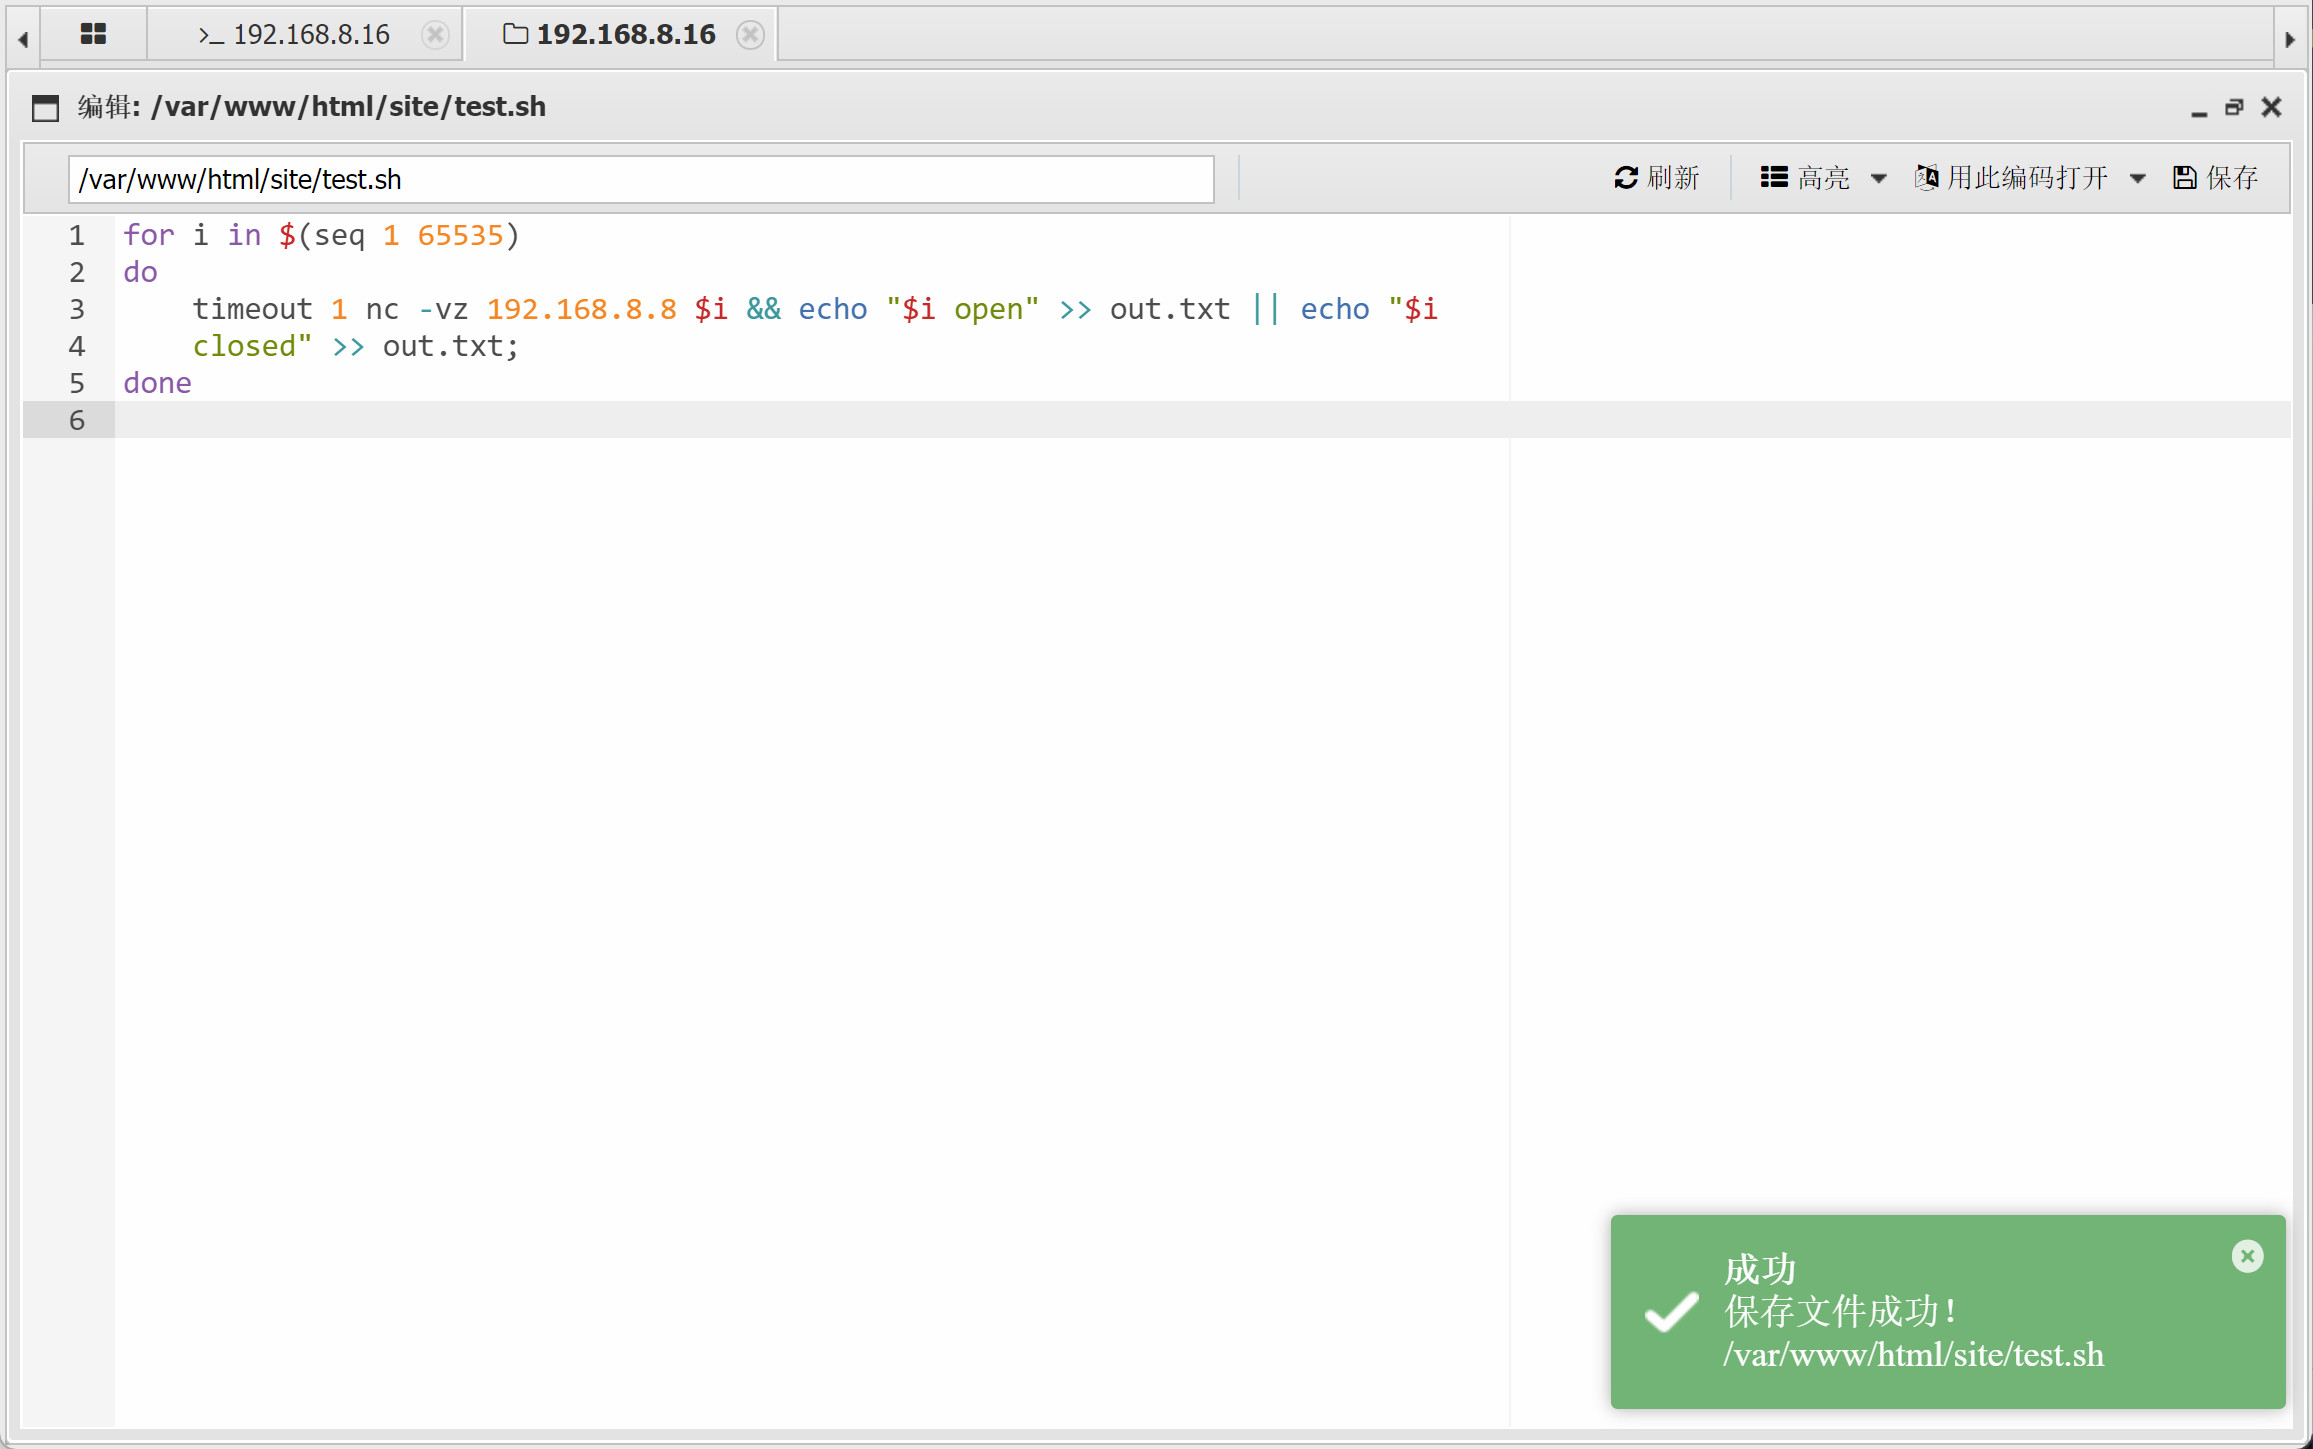 >_ 192.168.8.16
192.168.8.16
编辑: /var/www/html/site/test.sh
/var/www/html/site/test.sh
刷新
高亮
用此编码打开
保存
1 for i in $(seq 1 65535)
2 do
3 timeout 1 nc -vz 192.168.8.8 $i && echo "$i open" >> out.txt || echo "$i
4 closed" >> out.txt;
5 done
6
成功
保存文件成功!
/var/www/html/site/test.sh